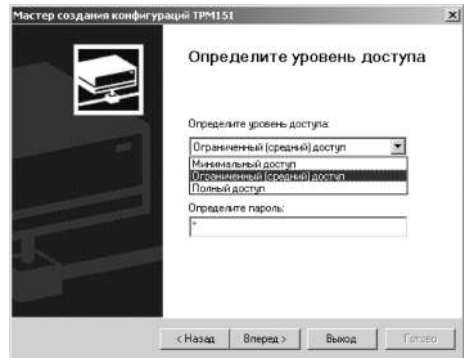 Мастер создания конфигураций ТРМ151
Определите уровень доступа
Определите уровень доступа:
Ограниченный (средний) доступ
Минимальный доступ
Ограниченный (средний) доступ
Полный доступ
Определите пароль:
*
< Назад Вперед > Выход Готово